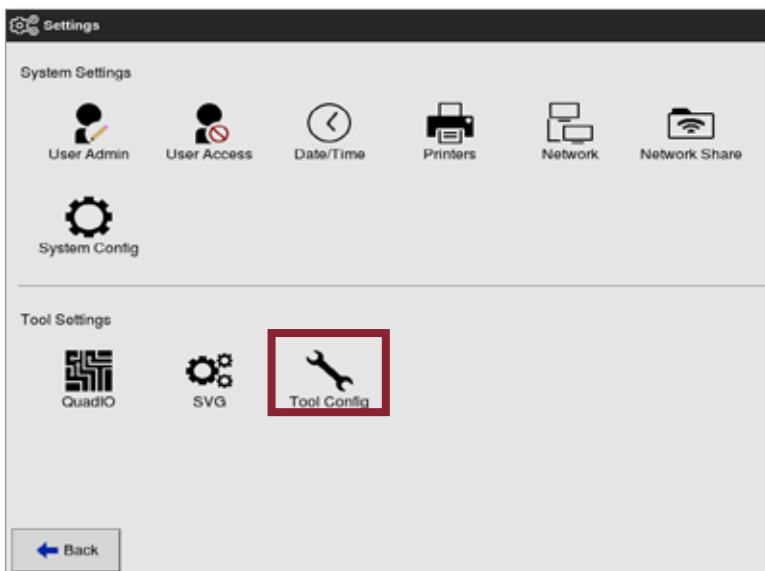 Settings
System Settings
User Admin User Access Date/Time Printers Network Network Share
System Config
Tool Settings
QuadIO SVG Tool Config
Back